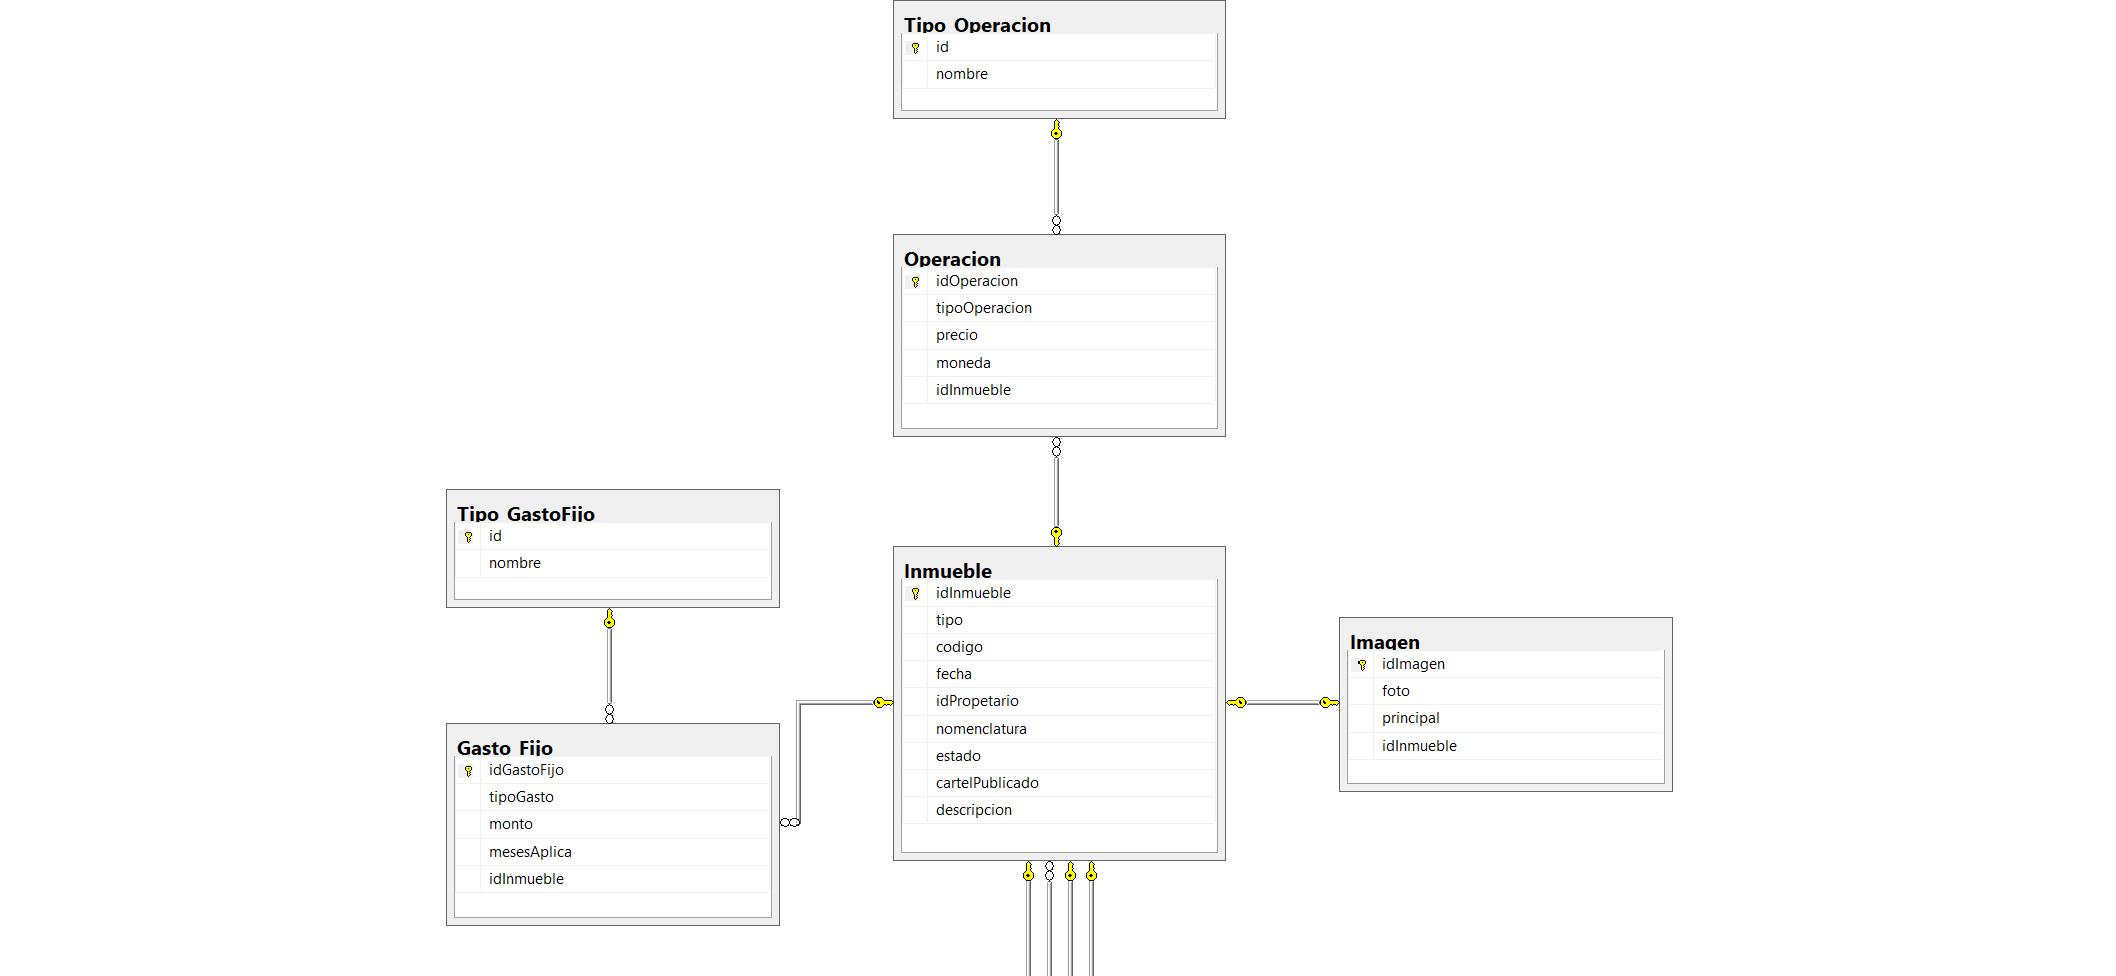 Tipo_Operacion
id
nombre
Operacion
idOperacion
tipoOperacion
precio
moneda
idInmueble
Tipo_GastoFijo
id
nombre
Gasto_Fijo
idGastoFijo
tipoGasto
monto
mesesAplica
idInmueble
Inmueble
idInmueble
tipo
codigo
fecha
idPropetario
nomenclatura
estado
cartelPublicado
descripcion
Imagen
idImagen
foto
principal
idInmueble